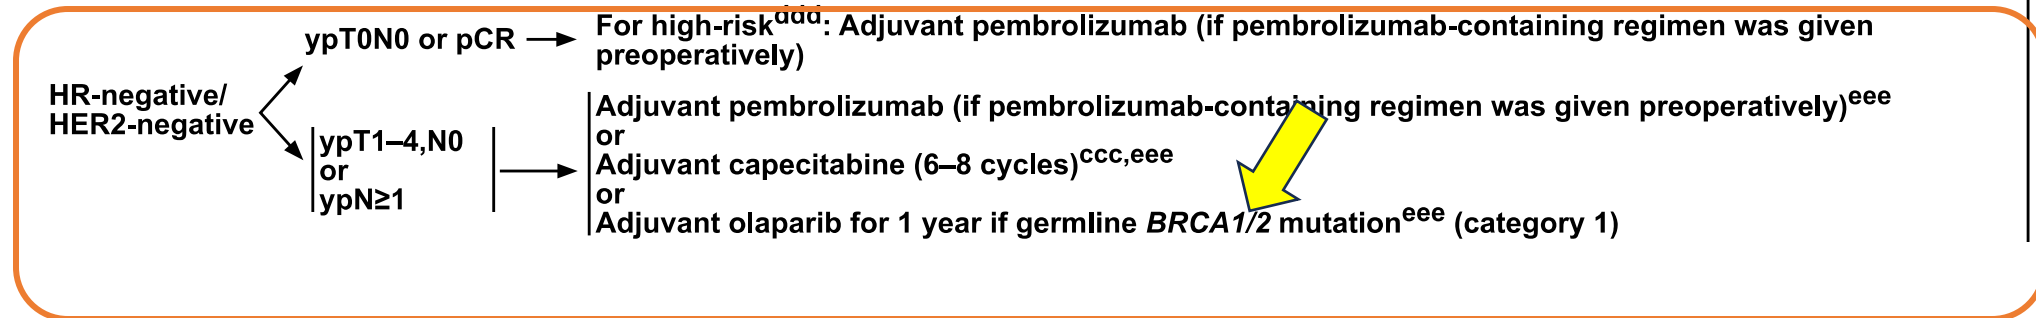 HR-negative/
HER2-negative
ypT0N0 or pCR
For high-risk^ddd: Adjuvant pembrolizumab (if pembrolizumab-containing regimen was given
preoperatively)
ypT1–4,N0
or
ypN≥1
Adjuvant pembrolizumab (if pembrolizumab-containing regimen was given preoperatively)^eee
or
Adjuvant capecitabine (6–8 cycles)^ccc,eee
or
Adjuvant olaparib for 1 year if germline BRCA1/2 mutation^eee (category 1)